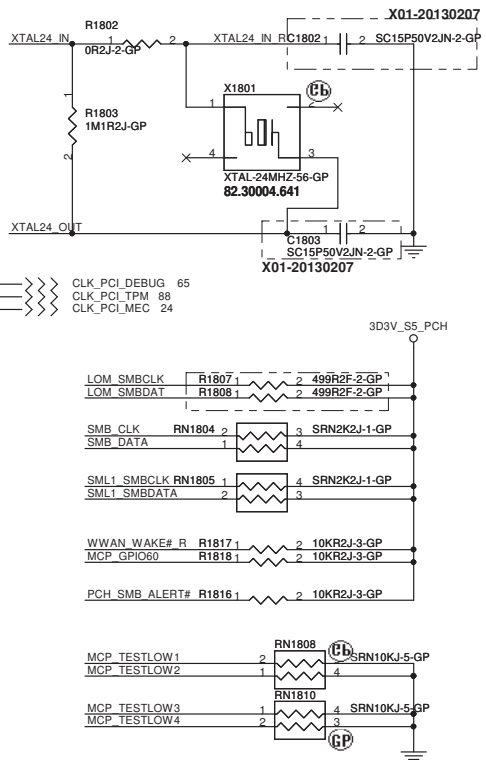 X01-20130207
R1802
XTAL24_IN 1 2 XTAL24_IN_R C1802 1 2 SC15P50V2JN-2-GP
0R2J-2-GP
X1801
1 2
R1803
1M1R2J-GP
1
2
4 3
XTAL-24MHZ-56-GP
82.30004.641
XTAL24_OUT 1 2
C1803
SC15P50V2JN-2-GP
X01-20130207
CLK_PCI_DEBUG 65
CLK_PCI_TPM 88
CLK_PCI_MEC 24
3D3V_S5_PCH
LOM_SMBCLK R1807 1 2 499R2F-2-GP
LOM_SMBDAT R1808 1 2 499R2F-2-GP
SMB_CLK RN1804 2 3 SRN2K2J-1-GP
SMB_DATA 1 4
SML1_SMBCLK RN1805 1 4 SRN2K2J-1-GP
SML1_SMBDATA 2 3
WWAN_WAKE#_R R1817 1 2 10KR2J-3-GP
MCP_GPIO60 R1818 1 2 10KR2J-3-GP
PCH_SMB_ALERT# R1816 1 2 10KR2J-3-GP
RN1808
MCP_TESTLOW1 2 SRN10KJ-5-GP
MCP_TESTLOW2 1 4
RN1810
MCP_TESTLOW3 1 4 SRN10KJ-5-GP
MCP_TESTLOW4 2 3
GP